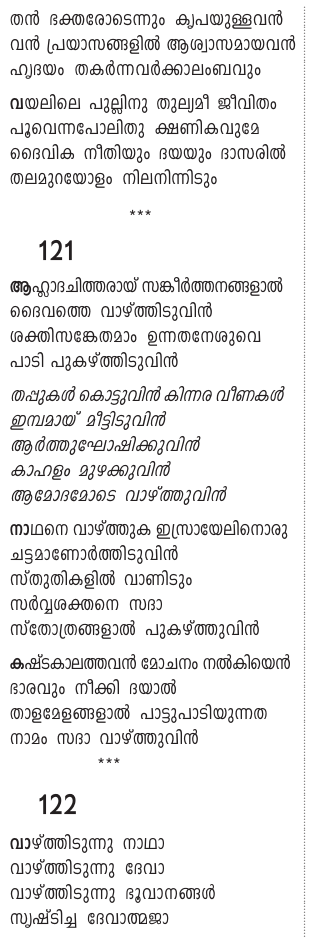 തൻ ഭക്തരോടെന്നും കൃപയുള്ളവൻ
വൻ പ്രയാസങ്ങളിൽ ആശ്വാസമായവൻ
ഹൃദയം തകർന്നവർക്കാലംബവും
വയലിലെ പുല്ലിനു തുല്യമീ ജീവിതം
പൂവെന്നപോലിതു ക്ഷണികവുമേ
ദൈവിക നീതിയും ദയയും ദാസരിൽ
തലമുറയോളം നിലനിന്നിടും
***
121
ആഹ്ലാദചിത്തരായ് സങ്കീർത്തനങ്ങളാൽ
ദൈവത്തെ വാഴ്ത്തിടുവിൻ
ശക്തിസങ്കേതമാം ഉന്നതനേശുവെ
പാടി പുകഴ്ത്തിടുവിൻ
തപ്പുകൾ കൊട്ടുവിൻ കിന്നര വീണകൾ
ഇമ്പമായ് മീട്ടിടുവിൻ
ആർത്തുഘോഷിക്കുവിൻ
കാഹളം മുഴക്കുവിൻ
ആമോദമോടെ വാഴ്ത്തുവിൻ
നാഥനെ വാഴ്ത്തുക ഇസ്രായേലിനൊരു
ചട്ടമാണോർത്തിടുവിൻ
സ്തുതികളിൽ വാണിടും
സർവ്വശക്തനെ സദാ
സ്തോത്രങ്ങളാൽ പുകഴ്ത്തുവിൻ
കഷ്ടകാലത്തവൻ മോചനം നൽകിയെൻ
ഭാരവും നീക്കി ദയാൽ
താളമേളങ്ങളാൽ പാട്ടുപാടിയുന്നത
നാമം സദാ വാഴ്ത്തുവിൻ
***
122
വാഴ്ത്തിടുന്നു നാഥാ
വാഴ്ത്തിടുന്നു ദേവാ
വാഴ്ത്തിടുന്നു ഭൂവാനങ്ങൾ
സൃഷ്ടിച്ച ദേവാത്മജാ